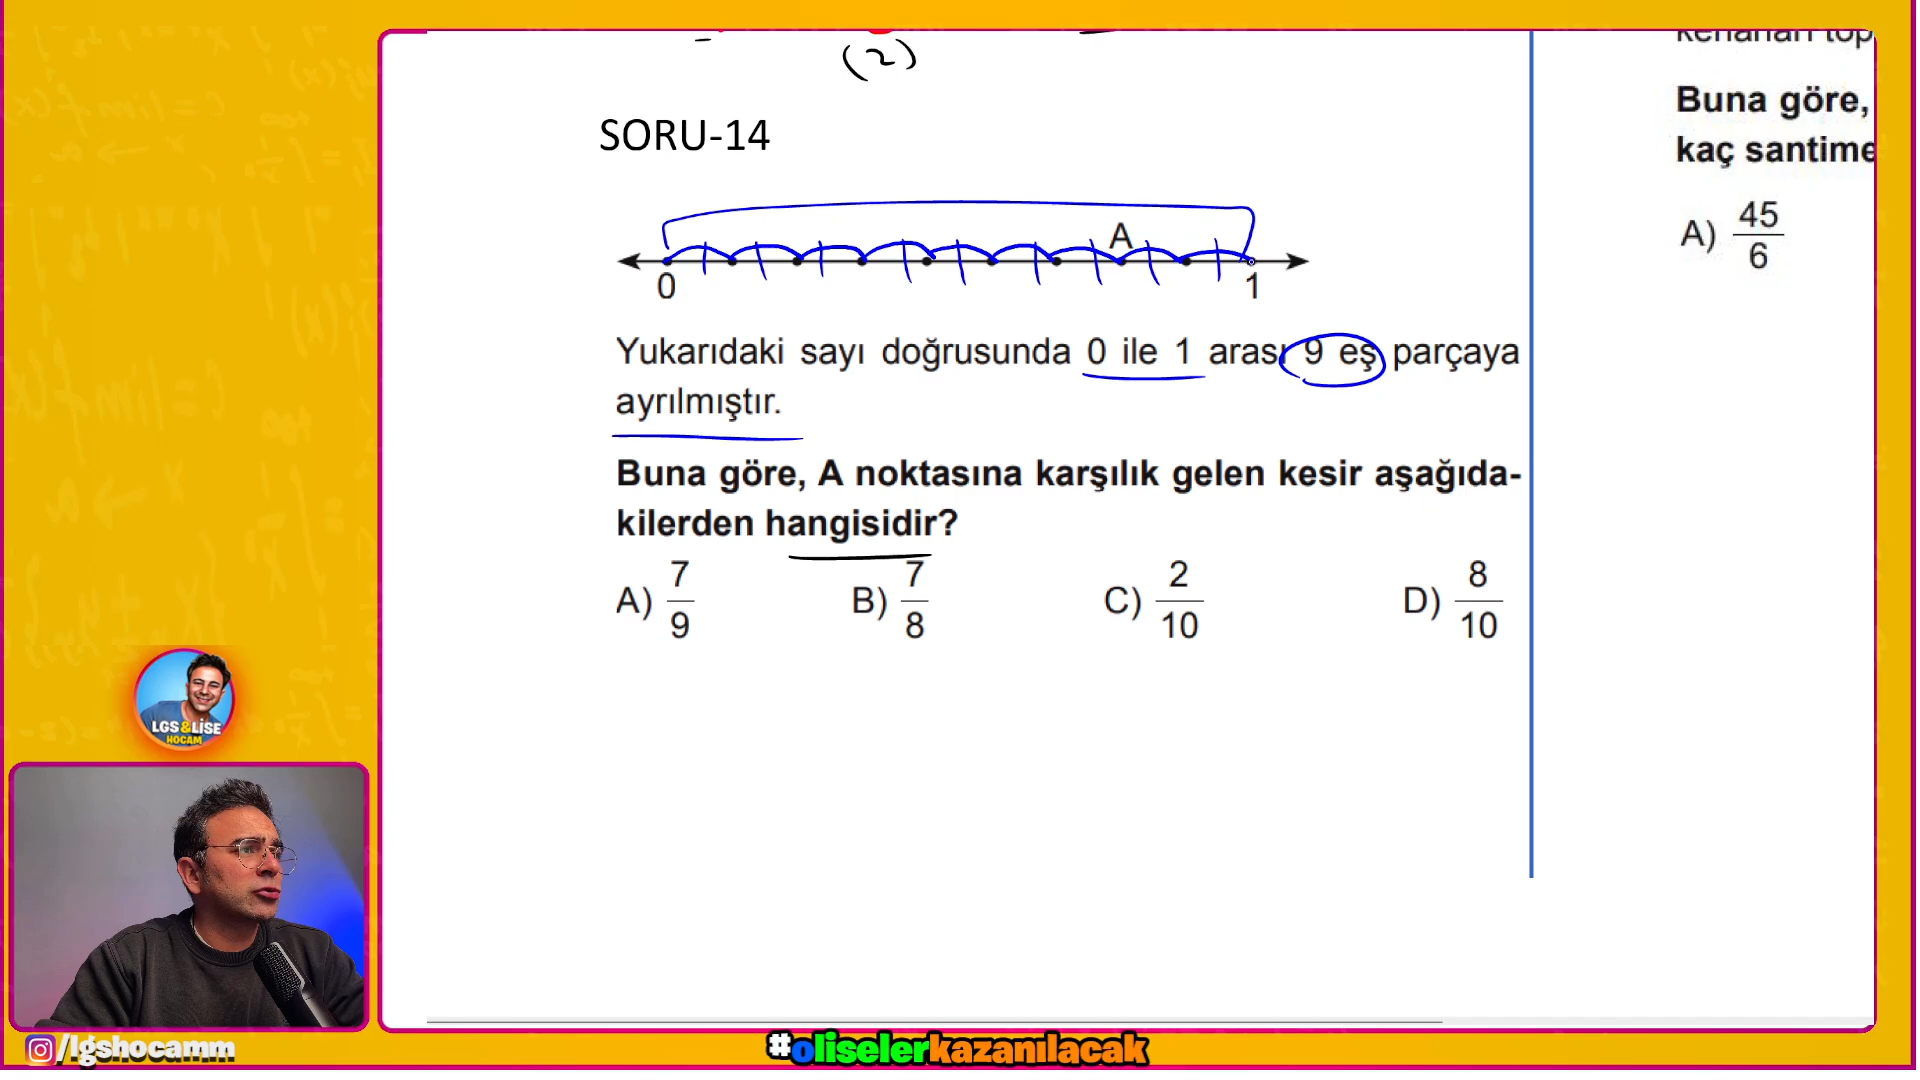 (2)
SORU-14
A
0 1
Yukarıdaki sayı doğrusunda 0 ile 1 arası 9 eş parçaya
ayrılmıştır.
Buna göre, A noktasına karşılık gelen kesir aşağıda-
kilerden hangisidir?
A) 7/9 B) 7/8 C) 2/10 D) 8/10
Buna göre,
kaç santime
A) 45/6
LGS&LİSE
HOCAM
/lgshocamm
#oliselerkazanılacak